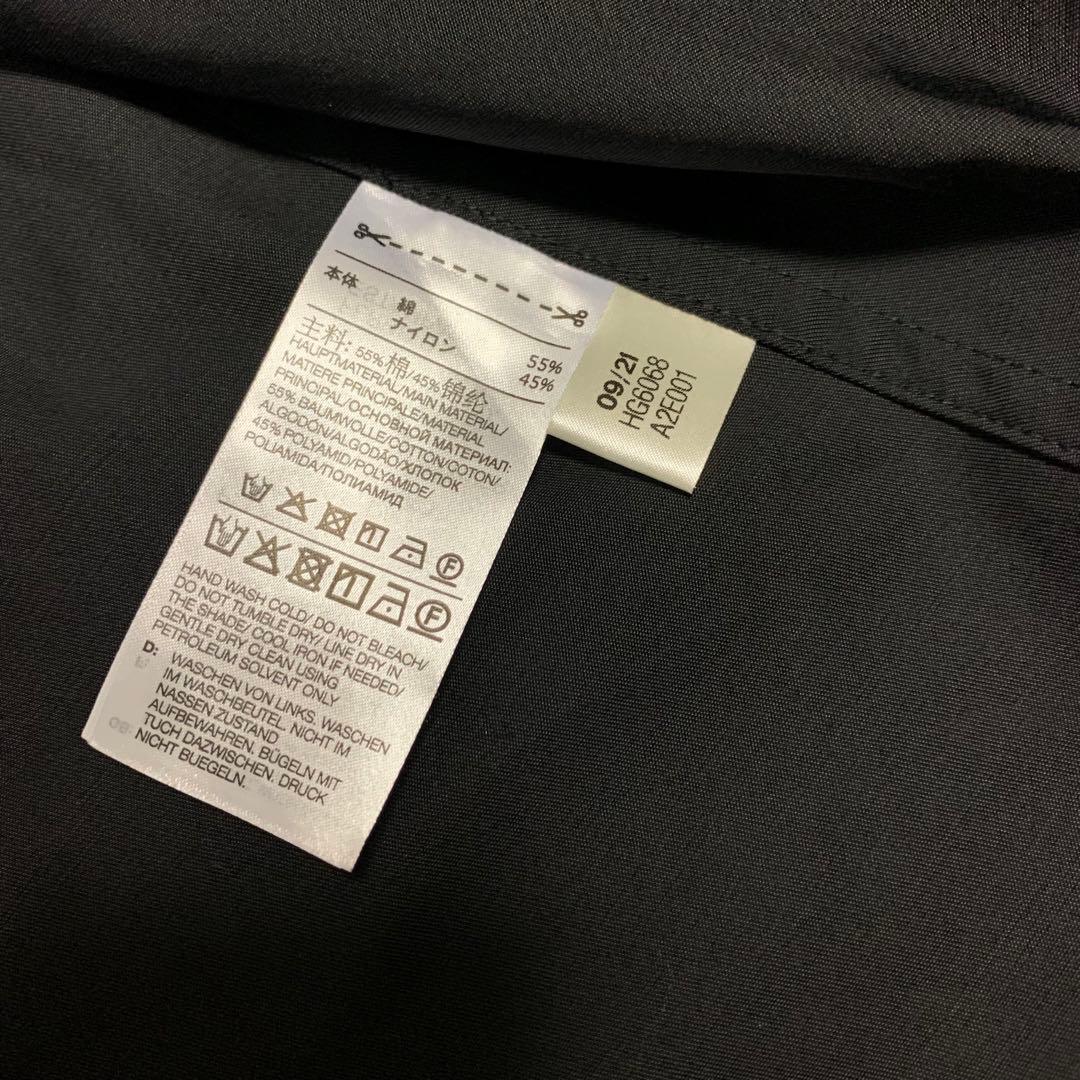 本体 綿 55%
ナイロン 45%
主料: 55%棉/45%锦纶
HAUPTMATERIAL/MAIN MATERIAL/
MATIERE PRINCIPALE/MATERIAL
PRINCIPAL/ОСНОВНОЙ МАТЕРИАЛ:
55% BAUMWOLLE/COTTON/COTON/
ALGODÓN/ALGODÃO/ХЛОПОК
45% POLYAMID/POLYAMIDE/
POLIAMIDA/ПОЛИАМИД
F
F
HAND WASH COLD/ DO NOT BLEACH/
DO NOT TUMBLE DRY/ LINE DRY IN
THE SHADE/ COOL IRON IF NEEDED/
GENTLE DRY CLEAN USING
PETROLEUM SOLVENT ONLY
D: WASCHEN VON LINKS. WASCHEN
IM WASCHBEUTEL. NICHT IM
NASSEN ZUSTAND
AUFBEWAHREN. BÜGELN MIT
TUCH DAZWISCHEN. DRUCK
NICHT BUEGELN.
09/21
HG6068
A2E001